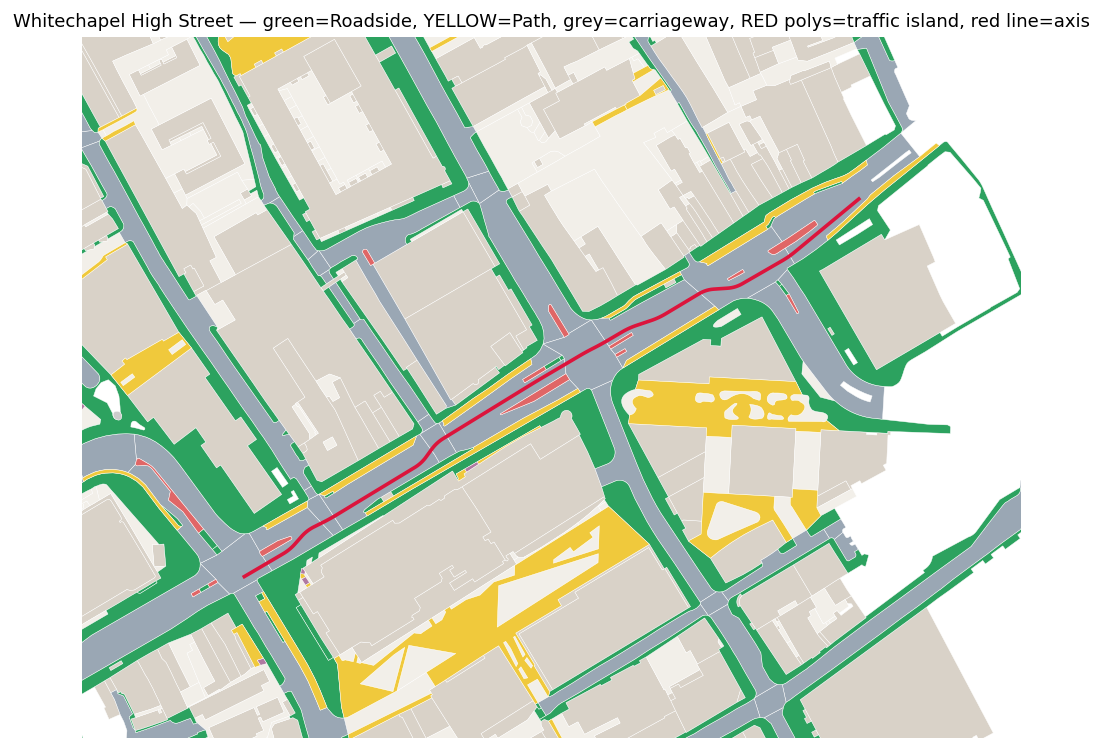 Whitechapel High Street — green=Roadside, YELLOW=Path, grey=carriageway, RED polys=traffic island, red line=axis